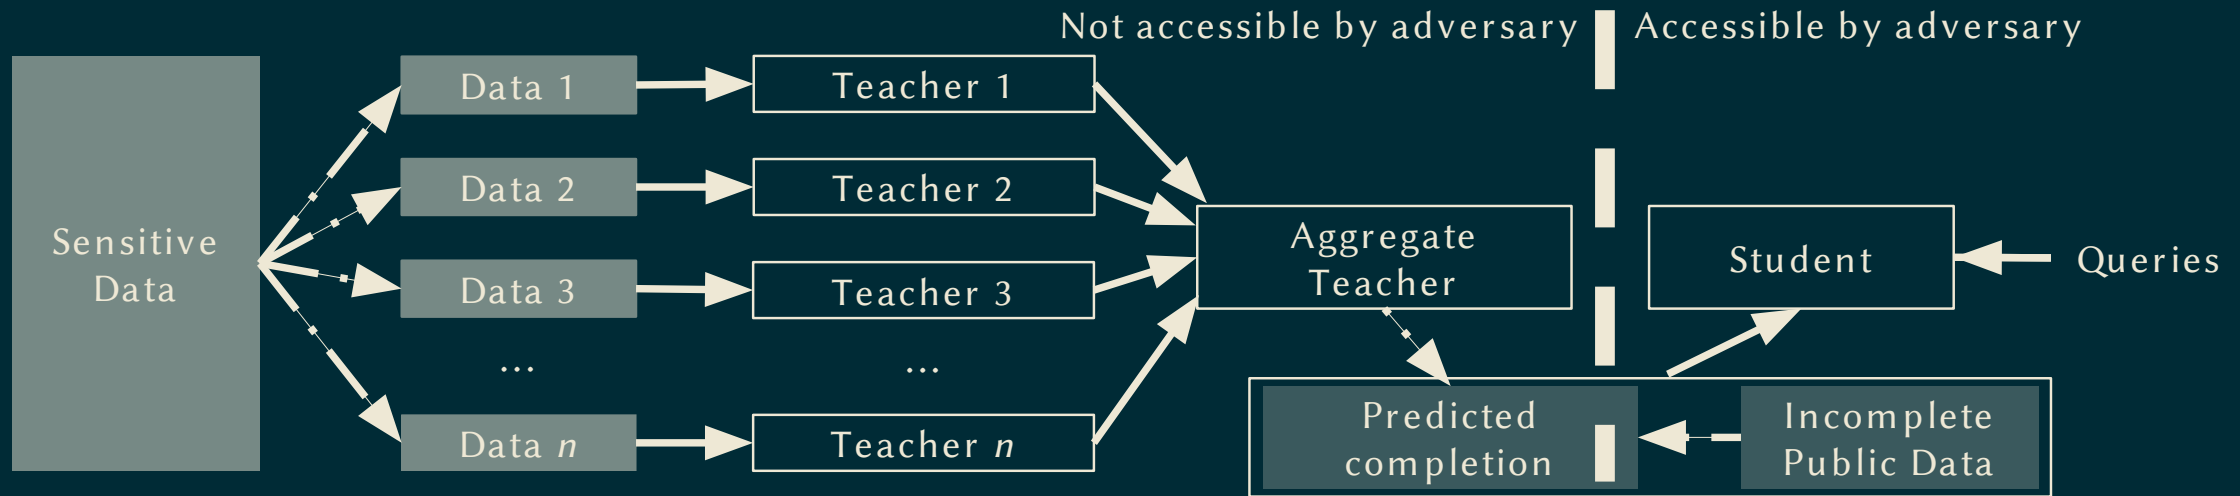 Not accessible by adversary
Accessible by adversary
Sensitive
Data
Data 1
Teacher 1
Data 2
Teacher 2
Data 3
Teacher 3
...
...
Data n
Teacher n
Aggregate
Teacher
Student
Queries
Predicted
completion
Incomplete
Public Data